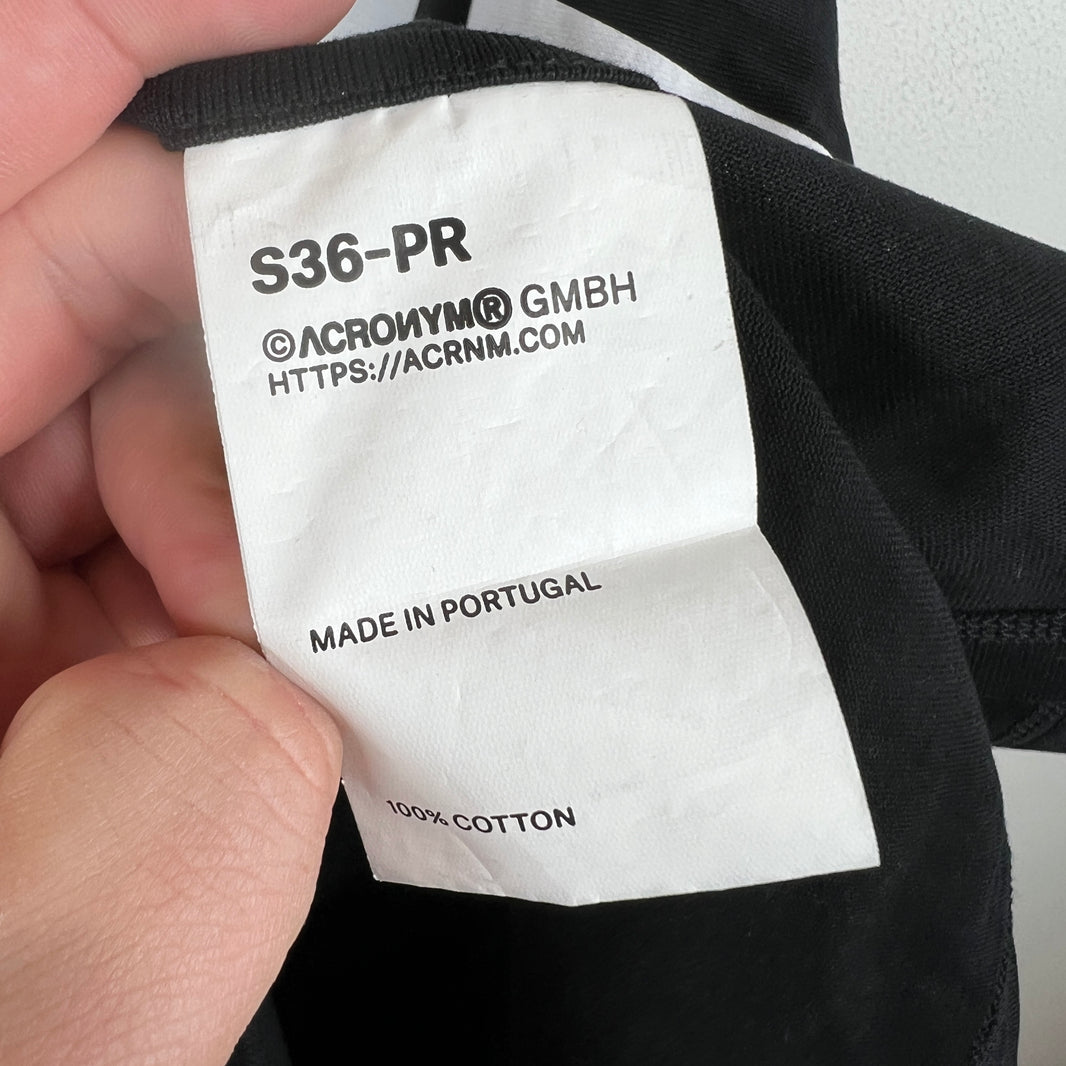 S36-PR
©ACRONYM® GMBH
HTTPS://ACRNM.COM
MADE IN PORTUGAL
100% COTTON